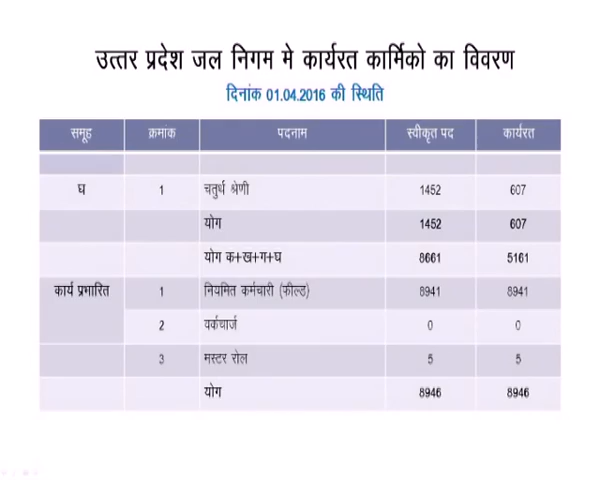 उत्तर प्रदेश जल निगम मे कार्यरत कार्मिको का विवरण
दिनांक 01.04.2016 की स्थिति
समूह क्रमांक पदनाम स्वीकृत पद कार्यरत
घ 1 चतुर्थ श्रेणी 1452 607
योग 1452 607
योग क+ख+ग+घ 8661 5161
कार्य प्रभारित 1 नियमित कर्मचारी (फील्ड) 8941 8941
2 वर्कचार्ज 0 0
3 मस्टर रोल 5 5
योग 8946 8946